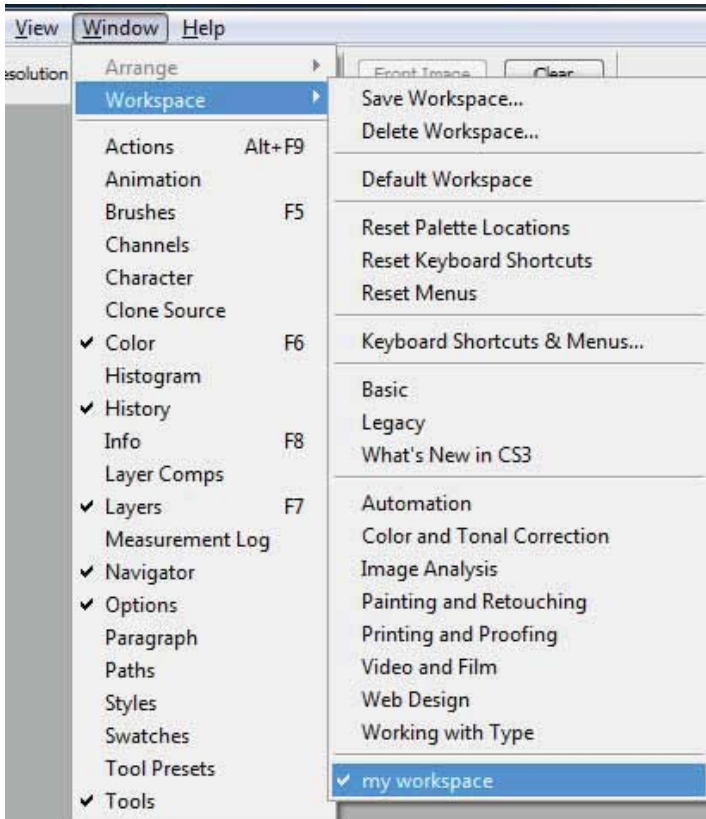 View Window Help
esolution Front Image Clear
Arrange
Workspace
Actions Alt+F9
Animation
Brushes F5
Channels
Character
Clone Source
Color F6
Histogram
History
Info F8
Layer Comps
Layers F7
Measurement Log
Navigator
Options
Paragraph
Paths
Styles
Swatches
Tool Presets
Tools
Save Workspace...
Delete Workspace...
Default Workspace
Reset Palette Locations
Reset Keyboard Shortcuts
Reset Menus
Keyboard Shortcuts & Menus...
Basic
Legacy
What's New in CS3
Automation
Color and Tonal Correction
Image Analysis
Painting and Retouching
Printing and Proofing
Video and Film
Web Design
Working with Type
my workspace